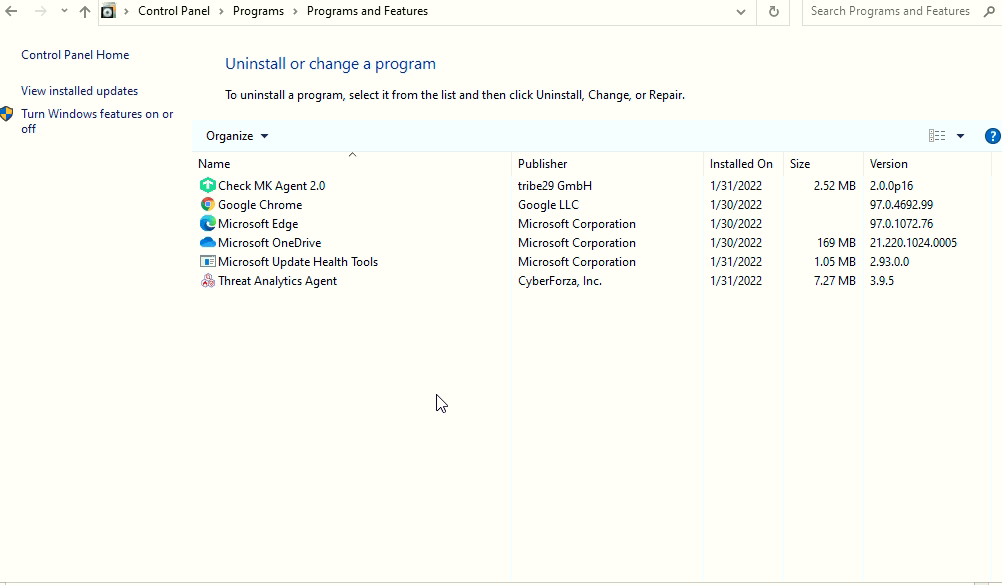 Control Panel > Programs > Programs and Features
Search Programs and Features
Control Panel Home
View installed updates
Turn Windows features on or
off
Uninstall or change a program
To uninstall a program, select it from the list and then click Uninstall, Change, or Repair.
Organize
?
Name Publisher Installed On Size Version
Check MK Agent 2.0 tribe29 GmbH 1/31/2022 2.52 MB 2.0.0p16
Google Chrome Google LLC 1/30/2022 97.0.4692.99
Microsoft Edge Microsoft Corporation 1/30/2022 97.0.1072.76
Microsoft OneDrive Microsoft Corporation 1/30/2022 169 MB 21.220.1024.0005
Microsoft Update Health Tools Microsoft Corporation 1/31/2022 1.05 MB 2.93.0.0
Threat Analytics Agent CyberForza, Inc. 1/31/2022 7.27 MB 3.9.5